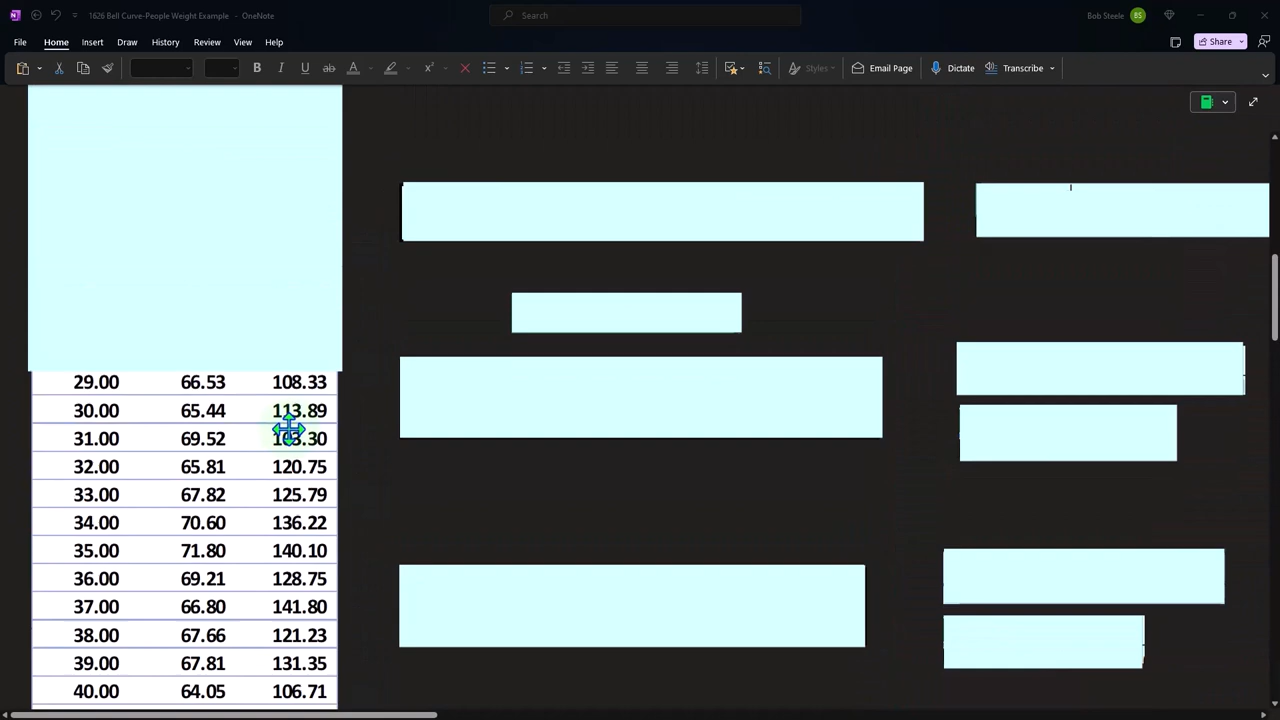 1626 Bell Curve-People Weight Example - OneNote
Search
Bob Steele BS
File Home Insert Draw History Review View Help
Share
B I U ab A x Styles Email Page Dictate Transcribe
29.00 66.53 108.33
30.00 65.44 113.89
31.00 69.52 103.30
32.00 65.81 120.75
33.00 67.82 125.79
34.00 70.60 136.22
35.00 71.80 140.10
36.00 69.21 128.75
37.00 66.80 141.80
38.00 67.66 121.23
39.00 67.81 131.35
40.00 64.05 106.71